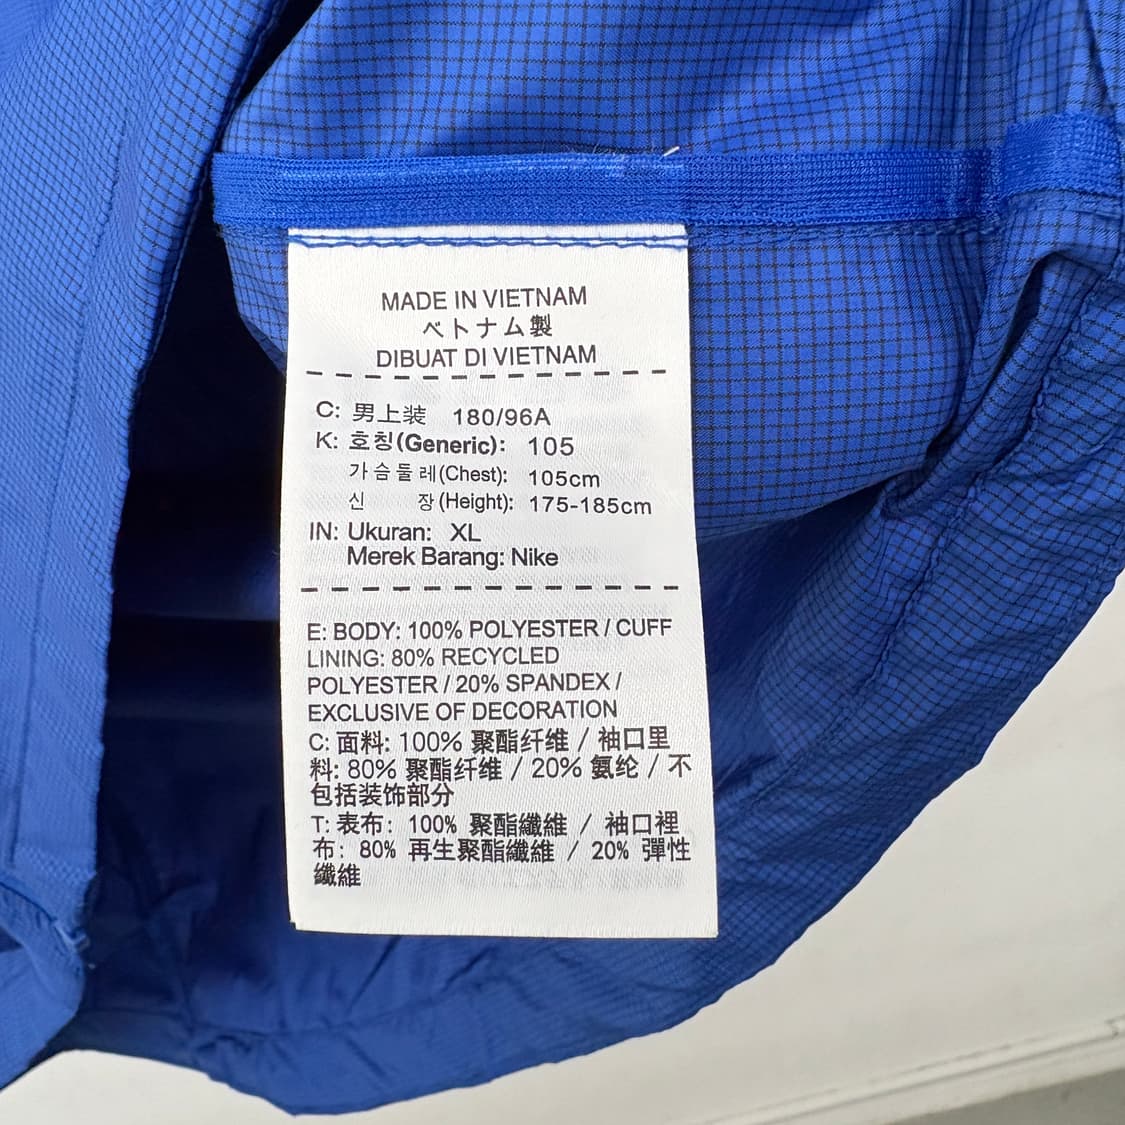 MADE IN VIETNAM
ベトナム製
DIBUAT DI VIETNAM
C: 男上装 180/96A
K: 호칭(Generic): 105
가슴둘레(Chest): 105cm
신 장(Height): 175-185cm
IN: Ukuran: XL
Merek Barang: Nike
E: BODY: 100% POLYESTER / CUFF
LINING: 80% RECYCLED
POLYESTER / 20% SPANDEX /
EXCLUSIVE OF DECORATION
C: 面料: 100% 聚酯纤维 / 袖口里
料: 80% 聚酯纤维 / 20% 氨纶 / 不
包括装饰部分
T: 表布: 100% 聚酯纖維 / 袖口裡
布: 80% 再生聚酯纖維 / 20% 彈性
纖維